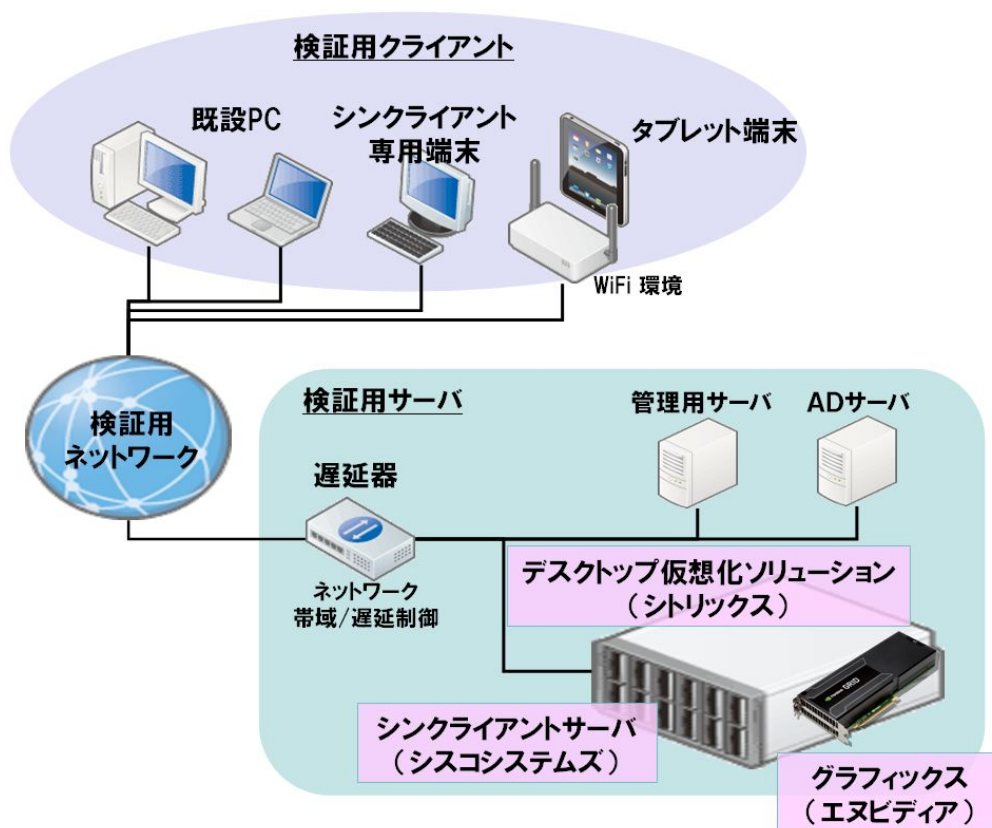 検証用クライアント
既設PC
シンクライアント
専用端末
タブレット端末
WiFi 環境
検証用
ネットワーク
検証用サーバ
管理用サーバ
ADサーバ
遅延器
ネットワーク
帯域/遅延制御
デスクトップ仮想化ソリューション
(シトリックス)
GRID
シンクライアントサーバ
(シスコシステムズ)
グラフィックス
(エヌビディア)